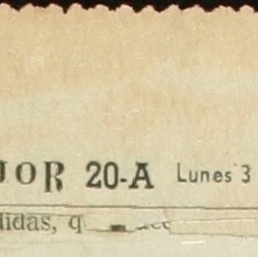 JOR 20-A Lunes 3
didas, q